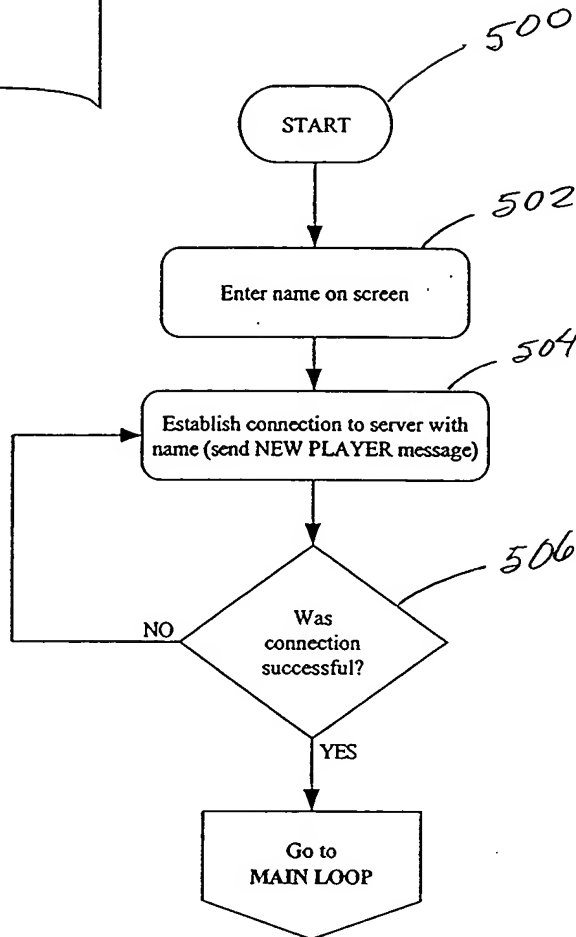 500
START
502
Enter name on screen
504
Establish connection to server with
name (send NEW PLAYER message)
506
Was
connection
successful?
NO
YES
Go to
MAIN LOOP